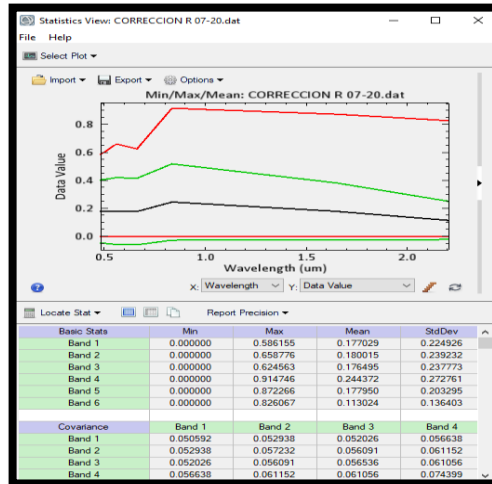 Statistics View: CORRECCION R 07-20.dat
File Help
Select Plot
Import Export Options
Min/Max/Mean: CORRECCION R 07-20.dat
Data Value
0.8
0.6
0.4
0.2
0.0
0.5 1.0 1.5 2.0
Wavelength (um)
X: Wavelength Y: Data Value
Locate Stat Report Precision
Basic Stats Min Max Mean StdDev
Band 1 0.000000 0.586155 0.177029 0.224926
Band 2 0.000000 0.658776 0.180015 0.239232
Band 3 0.000000 0.624563 0.176495 0.237773
Band 4 0.000000 0.914746 0.244372 0.272761
Band 5 0.000000 0.872266 0.177950 0.203295
Band 6 0.000000 0.826067 0.113024 0.136403
Covariance Band 1 Band 2 Band 3 Band 4
Band 1 0.050592 0.052938 0.052026 0.056638
Band 2 0.052938 0.057232 0.056091 0.061152
Band 3 0.052026 0.056091 0.056536 0.061056
Band 4 0.056638 0.061152 0.061056 0.074399